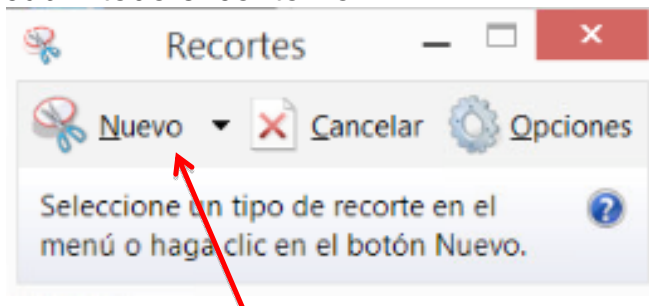 Recortes
Nuevo Cancelar Opciones
Seleccione un tipo de recorte en el
menú o haga clic en el botón Nuevo.